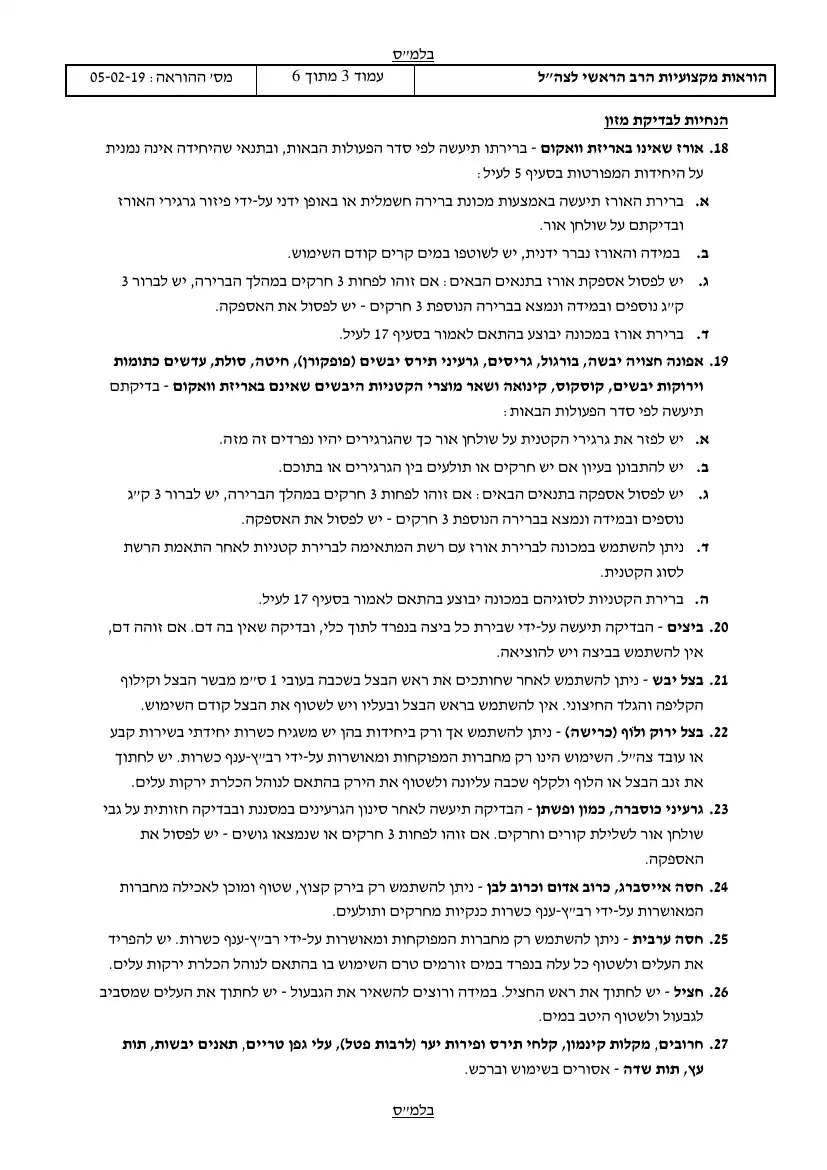 בלמ״ס
הוראות מקצועיות הרב הראשי לצה״ל עמוד 3 מתוך 6 מס׳ ההוראה: 05-02-19
הנחיות לבדיקת מזון
18. אורז שאינו באריזת וואקום - ברירתו תיעשה לפי סדר הפעולות הבאות, ובתנאי שהיחידה אינה נמנית
על היחידות המפורטות בסעיף 5 לעיל:
א. ברירת האורז תיעשה באמצעות מכונת ברירה חשמלית או באופן ידני על-ידי פיזור גרגירי האורז
ובדיקתם על שולחן אור.
ב. במידה והאורז נברר ידנית, יש לשוטפו במים קרים קודם השימוש.
ג. יש לפסול אספקת אורז בתנאים הבאים: אם זוהו לפחות 3 חרקים במהלך הברירה, יש לברור 3
ק״ג נוספים ובמידה ונמצא בברירה הנוספת 3 חרקים - יש לפסול את האספקה.
ד. ברירת אורז במכונה יבוצע בהתאם לאמור בסעיף 17 לעיל.
19. אפונה חצויה יבשה, בורגול, גריסים, גרעיני תירס יבשים (פופקורן), חיטה, סולת, עדשים כתומות
וירוקות יבשים, קוסקוס, קינואה ושאר מוצרי הקטניות היבשים שאינם באריזת וואקום - בדיקתם
תיעשה לפי סדר הפעולות הבאות:
א. יש לפזר את גרגירי הקטנית על שולחן אור כך שהגרגירים יהיו נפרדים זה מזה.
ב. יש להתבונן בעיון אם יש חרקים או תולעים בין הגרגירים או בתוכם.
ג. יש לפסול אספקה בתנאים הבאים: אם זוהו לפחות 3 חרקים במהלך הברירה, יש לברור 3 ק״ג
נוספים ובמידה ונמצא בברירה הנוספת 3 חרקים - יש לפסול את האספקה.
ד. ניתן להשתמש במכונה לברירת אורז עם רשת המתאימה לברירת קטניות לאחר התאמת הרשת
לסוג הקטנית.
ה. ברירת הקטניות לסוגיהם במכונה יבוצע בהתאם לאמור בסעיף 17 לעיל.
20. ביצים - הבדיקה תיעשה על-ידי שבירת כל ביצה בנפרד לתוך כלי, ובדיקה שאין בה דם. אם זוהה דם,
אין להשתמש בביצה ויש להוציאה.
21. בצל יבש - ניתן להשתמש לאחר שחותכים את ראש הבצל בשכבה בעובי 1 ס״מ מבשר הבצל וקילוף
הקליפה והגלד החיצוני. אין להשתמש בראש הבצל ובעליו ויש לשטוף את הבצל קודם השימוש.
22. בצל ירוק ולוֹף (כרישה) - ניתן להשתמש אך ורק ביחידות בהן יש משגיח כשרות יחידתי בשירות קבע
או עובד צה״ל. השימוש הינו רק מחברות המפוקחות ומאושרות על-ידי רב״ץ-ענף כשרות. יש לחתוך
את זנב הבצל או הלוף ולקלף שכבה עליונה ולשטוף את הירק בהתאם לנוהל הכלרת ירקות עלים.
23. גרעיני כוסברה, כמון ופשתן - הבדיקה תיעשה לאחר סינון הגרעינים במסננת ובבדיקה חזותית על גבי
שולחן אור לשלילת קורים וחרקים. אם זוהו לפחות 3 חרקים או שנמצאו גושים - יש לפסול את
האספקה.
24. חסה אייסברג, כרוב אדום וכרוב לבן - ניתן להשתמש רק בירק קצוץ, שטוף ומוכן לאכילה מחברות
המאושרות על-ידי רב״ץ-ענף כשרות כנקיות מחרקים ותולעים.
25. חסה ערבית - ניתן להשתמש רק מחברות המפוקחות ומאושרות על-ידי רב״ץ-ענף כשרות. יש להפריד
את העלים ולשטוף כל עלה בנפרד במים זורמים טרם השימוש בו בהתאם לנוהל הכלרת ירקות עלים.
26. חציל - יש לחתוך את ראש החציל. במידה ורוצים להשאיר את הגבעול - יש לחתוך את העלים שמסביב
לגבעול ולשטוף היטב במים.
27. חרובים, מקלות קינמון, קלחי תירס ופירות יער (לרבות פטל), עלי גפן טריים, תאנים יבשות, תות
עץ, תות שדה - אסורים בשימוש וברכש.
בלמ״ס